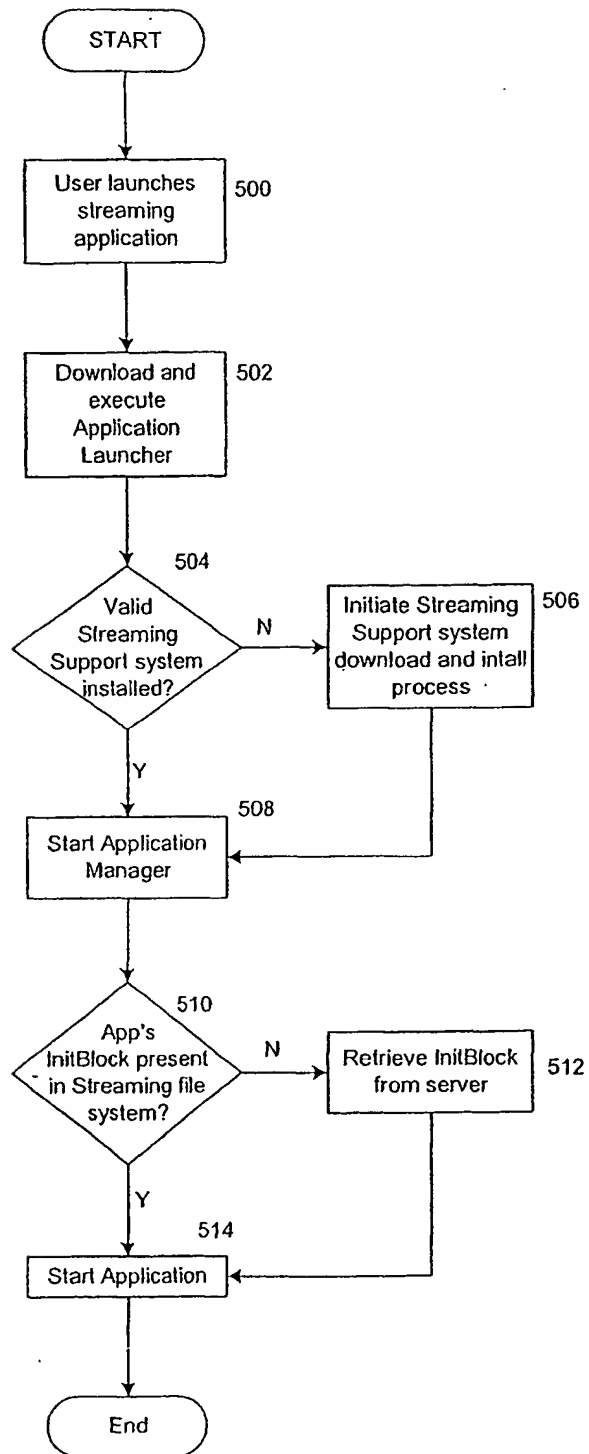 START
User launches
streaming
application
500
Download and
execute
Application
Launcher
502
504
Valid
Streaming
Support system
installed?
N
Initiate Streaming
Support system
download and intall
process
506
Y
508
Start Application
Manager
510
App's
InitBlock present
in Streaming file
system?
N
Retrieve InitBlock
from server
512
Y
514
Start Application
End